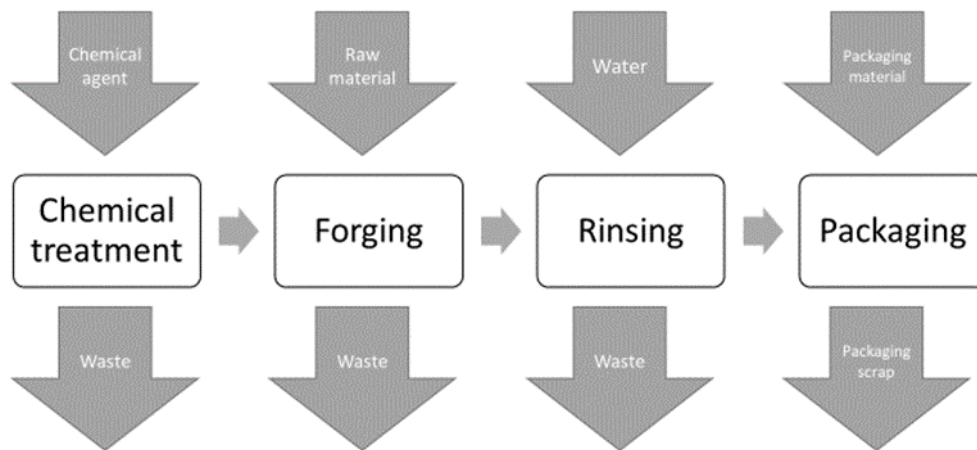 Chemical
agent
Raw
material
Water
Packaging
material
Chemical
treatment
Forging
Rinsing
Packaging
Waste
Waste
Waste
Packaging
scrap